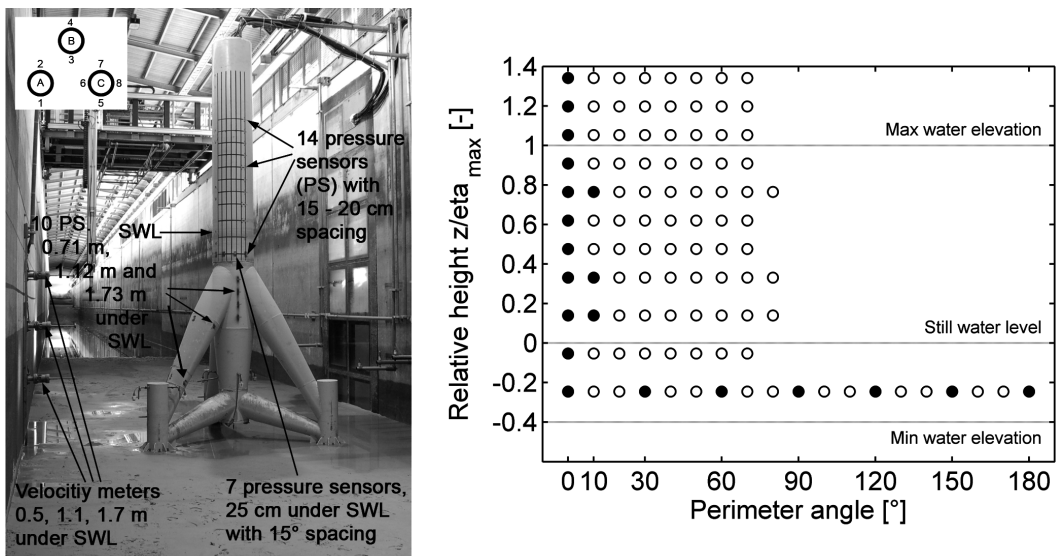 4
B
3
2
7
A
6
C
8
1
5
14 pressure
sensors
(PS) with
15 - 20 cm
spacing
SWL
10 PS
0.71 m,
1.12 m and
1.73 m
under
SWL
Velocitiy meters
0.5, 1.1, 1.7 m
under SWL
7 pressure sensors,
25 cm under SWL
with 15° spacing
Relative height z/eta max [-]
1.4
1.2
1
0.8
0.6
0.4
0.2
0
-0.2
-0.4
Max water elevation
Still water level
Min water elevation
0 10 30 60 90 120 150 180
Perimeter angle [°]